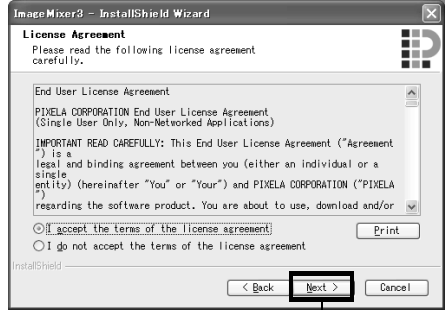 ImageMixer3 - InstallShield Wizard
License Agreement
Please read the following license agreement
carefully.
End User License Agreement
PIXELA CORPORATION End User License Agreement
(Single User Only, Non-Networked Applications)
IMPORTANT READ CAREFULLY: This End User License Agreement ("Agreement
") is a
legal and binding agreement between you (either an individual or a
single
entity) (hereinafter "You" or "Your") and PIXELA CORPORATION ("PIXELA
")
regarding the software product. You are about to use, download and/or
I accept the terms of the license agreement
Print
I do not accept the terms of the license agreement
InstallShield
< Back
Next >
Cancel